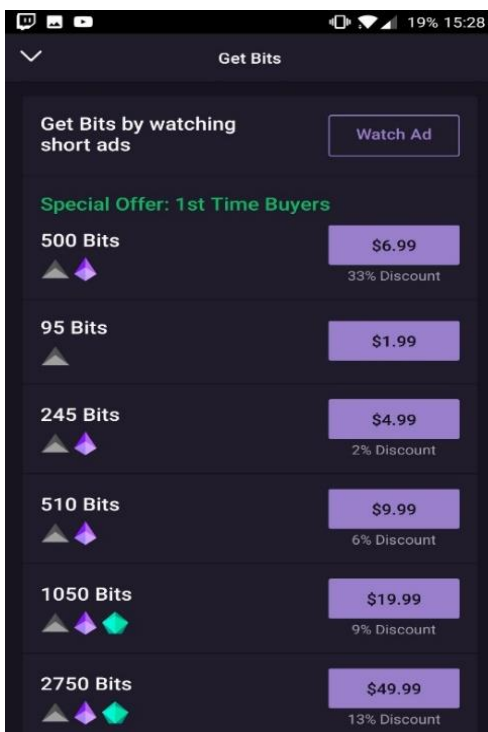 19% 15:28
Get Bits
Get Bits by watching
short ads
Watch Ad
Special Offer: 1st Time Buyers
500 Bits
$6.99
33% Discount
95 Bits
$1.99
245 Bits
$4.99
2% Discount
510 Bits
$9.99
6% Discount
1050 Bits
$19.99
9% Discount
2750 Bits
$49.99
13% Discount